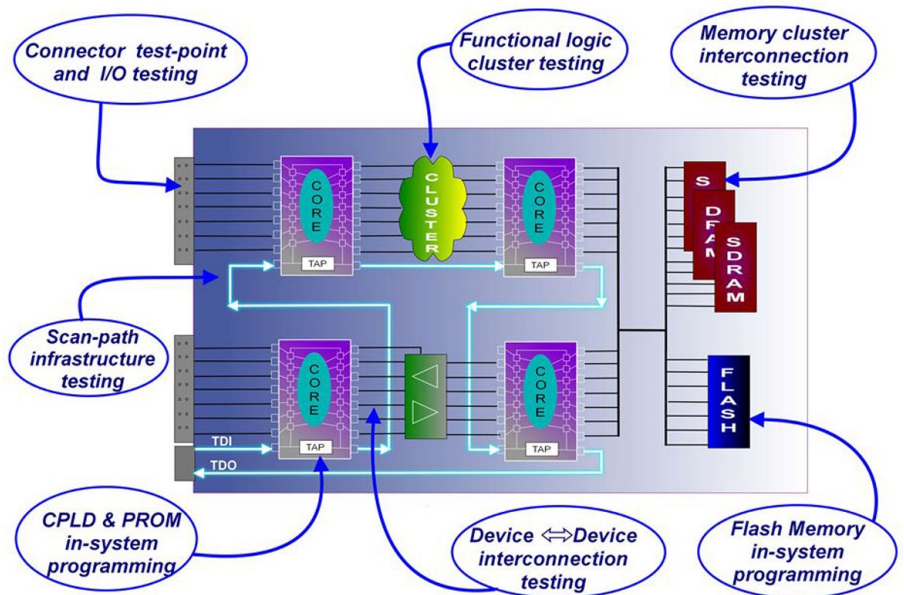 Connector test-point
and I/O testing
Functional logic
cluster testing
Memory cluster
interconnection
testing
CORE
TAP
CLUSTER
CORE
TAP
S
DRAM
SDRAM
Scan-path
infrastructure
testing
CORE
TAP
CORE
TAP
FLASH
TDI
TDO
CPLD & PROM
in-system
programming
Device ⇔Device
interconnection
testing
Flash Memory
in-system
programming